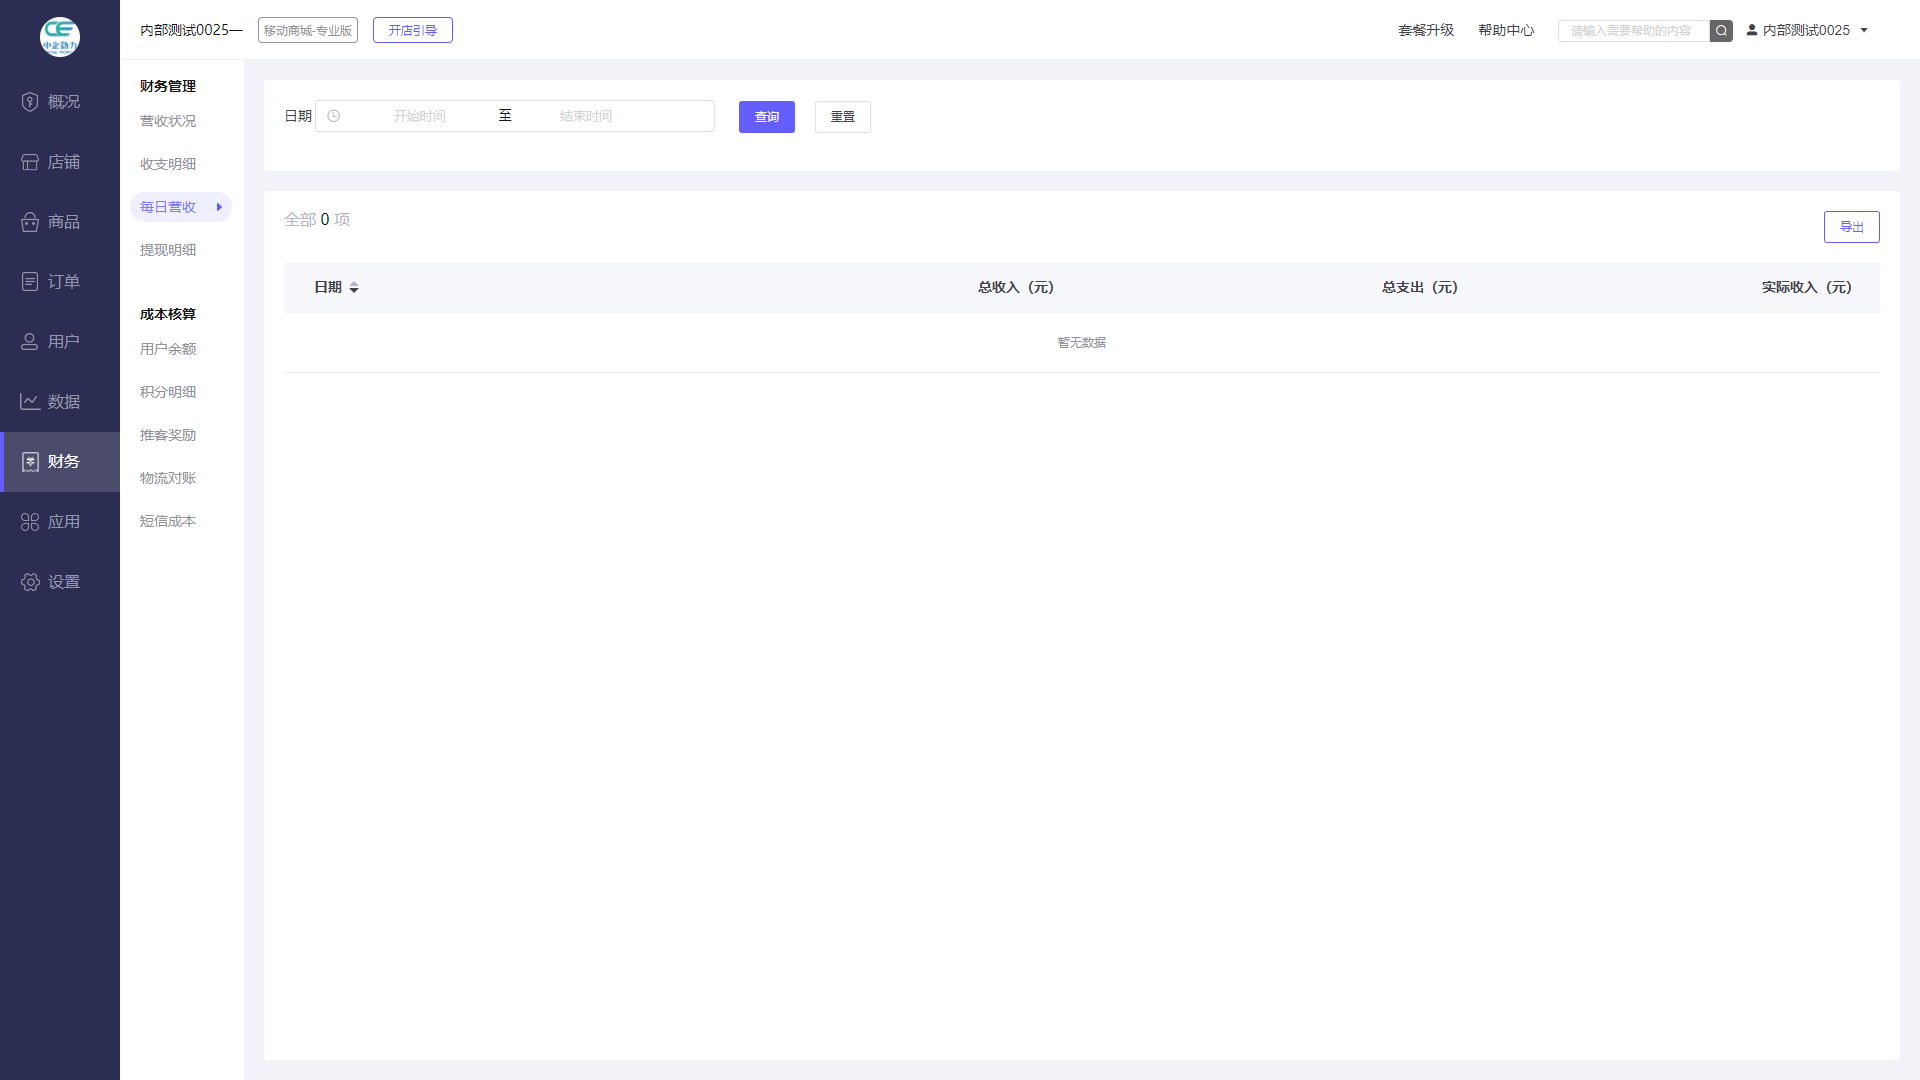 内部测试0025一
移动商城-专业版
开店引导
套餐升级
帮助中心
请输入需要帮助的内容
内部测试0025
中企动力
概况
店铺
商品
订单
用户
数据
财务
应用
设置
财务管理
营收状况
收支明细
每日营收
提现明细
成本核算
用户余额
积分明细
推客奖励
物流对账
短信成本
日期 开始时间 至 结束时间 查询 重置
全部 0 项
导出
日期 总收入（元） 总支出（元） 实际收入（元）
暂无数据